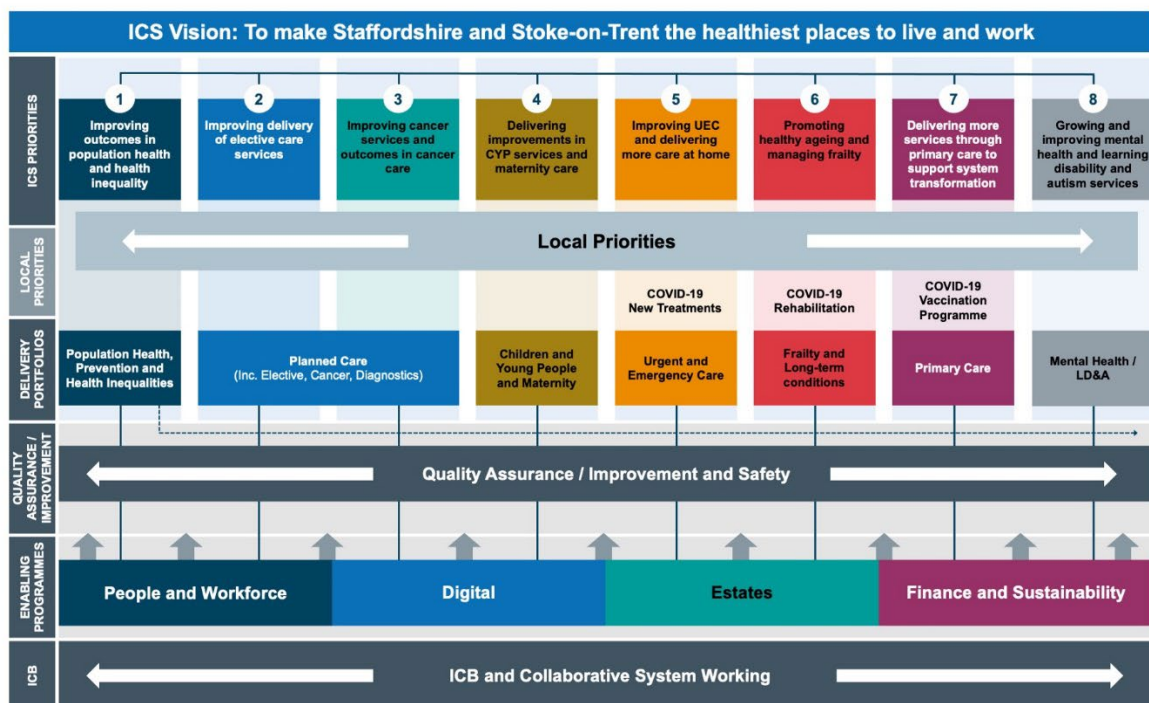 ICS Vision: To make Staffordshire and Stoke-on-Trent the healthiest places to live and work
ICS PRIORITIES
1
Improving
outcomes in
population health
and health
inequality
2
Improving delivery
of elective care
services
3
Improving cancer
services and
outcomes in cancer
care
4
Delivering
improvements in
CYP services and
maternity care
5
Improving UEC
and delivering
more care at home
6
Promoting
healthy ageing and
managing frailty
7
Delivering more
services through
primary care to
support system
transformation
8
Growing and
improving mental
health and learning
disability and
autism services
LOCAL
PRIORITIES
Local Priorities
COVID-19
New Treatments
COVID-19
Rehabilitation
COVID-19
Vaccination
Programme
DELIVERY
PORTFOLIOS
Population Health,
Prevention and
Health Inequalities
Planned Care
(Inc. Elective, Cancer, Diagnostics)
Children and
Young People
and Maternity
Urgent and
Emergency Care
Frailty and
Long-term
conditions
Primary Care
Mental Health /
LD&A
QUALITY
ASSURANCE /
IMPROVEMENT
Quality Assurance / Improvement and Safety
ENABLING
PROGRAMMES
People and Workforce
Digital
Estates
Finance and Sustainability
ICB
ICB and Collaborative System Working